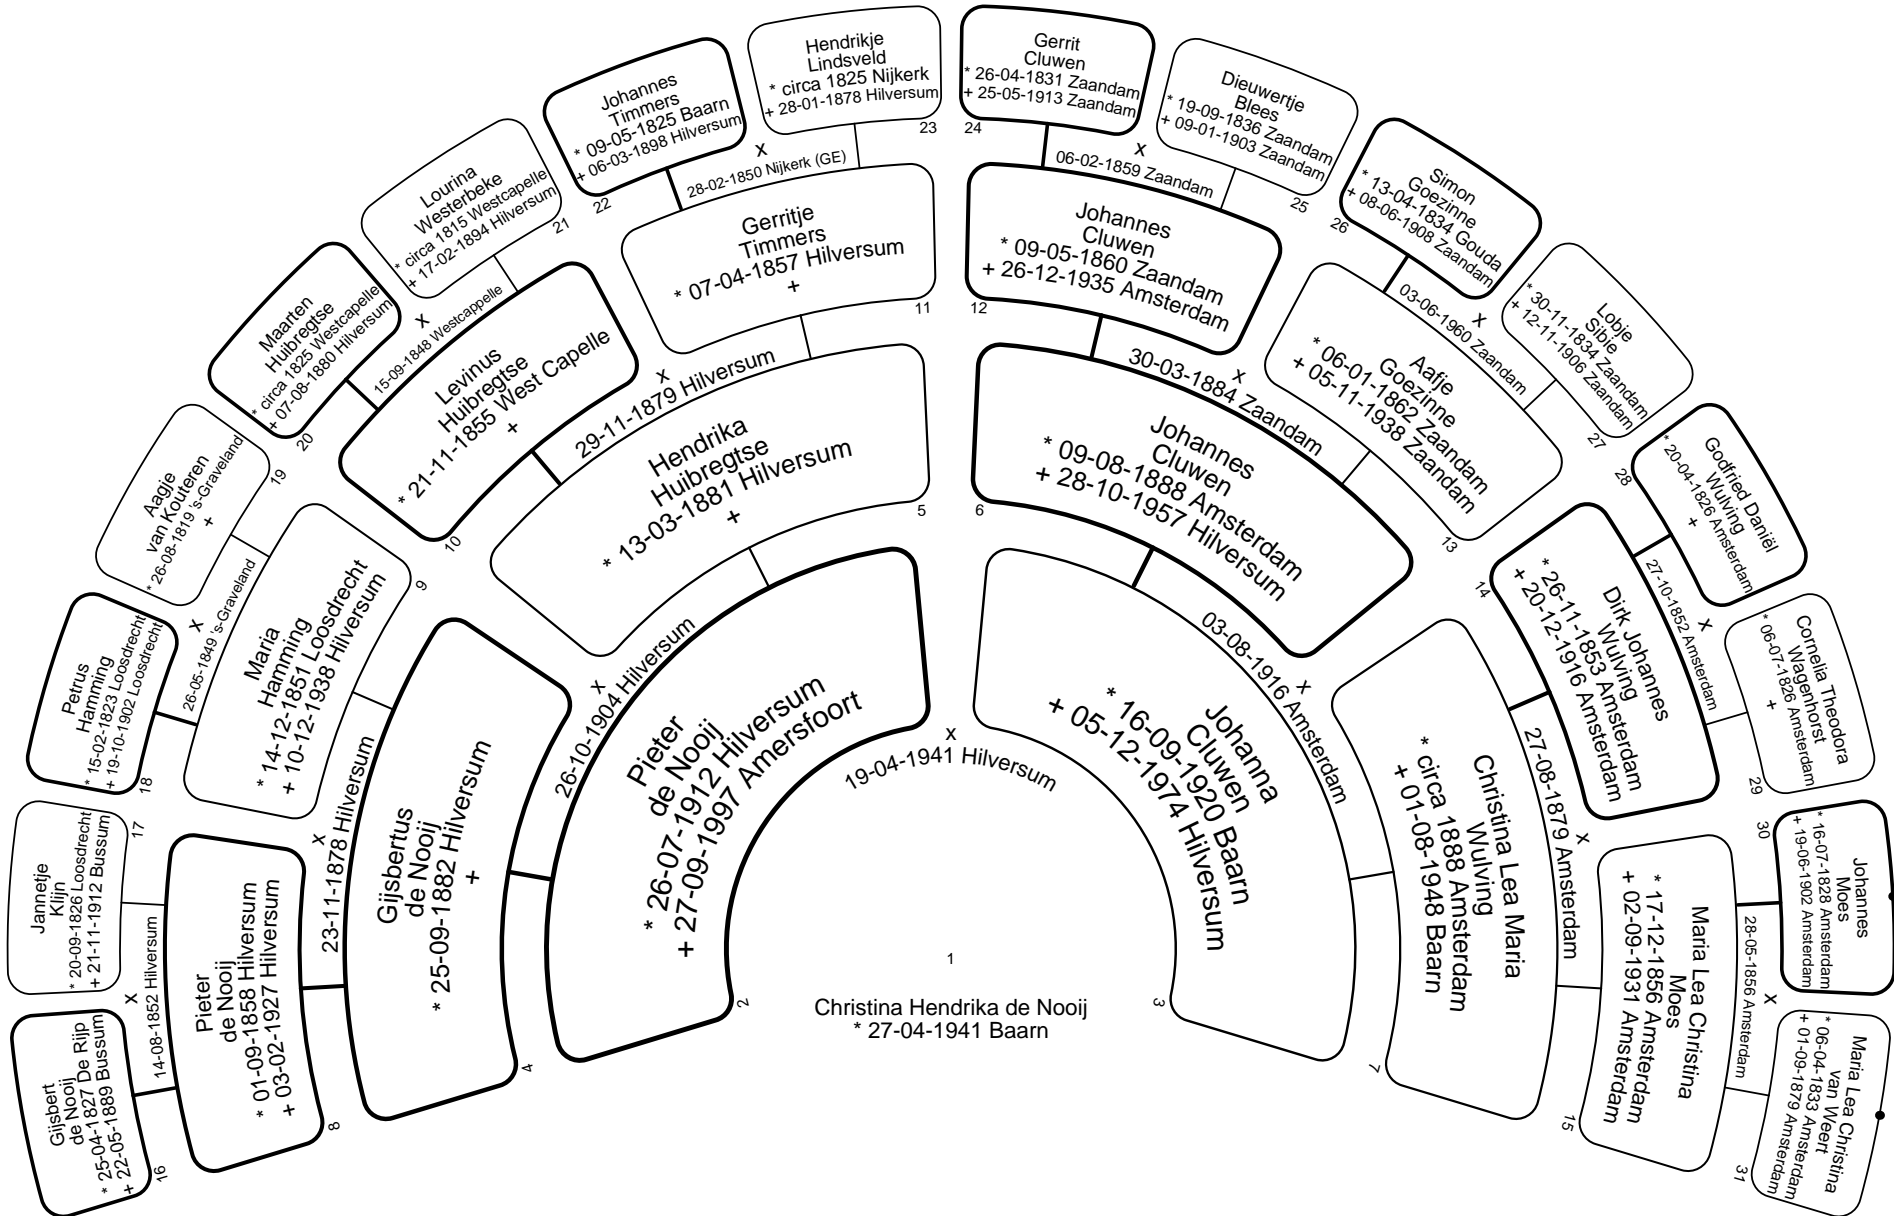 1
Christina Hendrika de Nooij
* 27-04-1941 Baarn
Pieter
de Nooij
* 26-07-1912 Hilversum
+ 27-09-1997 Amersfoort
2
x
19-04-1941 Hilversum
Johanna
Cluwen
* 16-09-1920 Baarn
+ 05-12-1974 Hilversum
3
Gijsbertus
de Nooij
* 25-09-1882 Hilversum
+
4
x
26-10-1904 Hilversum
Hendrika
Huibregtse
* 13-03-1881 Hilversum
+
5
Johannes
Cluwen
* 09-08-1888 Amsterdam
+ 28-10-1957 Hilversum
6
x
03-08-1916 Amsterdam
Christina Lea Maria
Wulving
* circa 1888 Amsterdam
+ 01-08-1948 Baarn
7
Pieter
de Nooij
* 01-09-1858 Hilversum
+ 03-02-1927 Hilversum
8
x
23-11-1878 Hilversum
Maria
Hamming
* 14-12-1851 Loosdrecht
+ 10-12-1938 Hilversum
9
Levinus
Huibregtse
* 21-11-1855 West Capelle
+
10
x
29-11-1879 Hilversum
Gerritje
Timmers
* 07-04-1857 Hilversum
+
11
Johannes
Cluwen
* 09-05-1860 Zaandam
+ 26-12-1935 Amsterdam
12
x
30-03-1884 Zaandam
Aafje
Goezinne
* 06-01-1862 Zaandam
+ 05-11-1938 Zaandam
13
Dirk Johannes
Wulving
* 26-11-1853 Amsterdam
+ 20-12-1916 Amsterdam
14
x
27-08-1879 Amsterdam
Maria Lea Christina
Moes
* 17-12-1856 Amsterdam
+ 02-09-1931 Amsterdam
15
Gijsbert
de Nooij
* 25-04-1827 De Rijp
+ 22-05-1889 Bussum
16
x
14-08-1852 Hilversum
Jannetje
Klijn
* 20-09-1826 Loosdrecht
+ 21-11-1912 Bussum
17
Petrus
Hamming
* 15-02-1823 Loosdrecht
+ 19-10-1902 Loosdrecht
18
x
26-05-1849 's-Graveland
Aagje
van Kouteren
* 26-08-1819 's-Graveland
+
19
Maarten
Huibregtse
* circa 1825 Westcapelle
+ 07-08-1880 Hilversum
20
x
15-09-1848 Westcappelle
Lourina
Westerbeke
* circa 1815 Westcapelle
+ 17-02-1894 Hilversum
21
Johannes
Timmers
* 09-05-1825 Baarn
+ 06-03-1898 Hilversum
22
x
28-02-1850 Nijkerk (GE)
Hendrikje
Lindsveld
* circa 1825 Nijkerk
+ 28-01-1878 Hilversum
23
Gerrit
Cluwen
* 26-04-1831 Zaandam
+ 25-05-1913 Zaandam
24
x
06-02-1859 Zaandam
Dieuwertje
Blees
* 19-09-1836 Zaandam
+ 09-01-1903 Zaandam
25
Simon
Goezinne
* 13-04-1834 Gouda
+ 08-06-1908 Zaandam
26
x
03-06-1960 Zaandam
Lobje
Sibie
* 30-11-1834 Zaandam
+ 12-11-1906 Zaandam
27
Godfried Daniël
Wulving
* 20-04-1826 Amsterdam
+
28
x
27-10-1852 Amsterdam
Cornelia Theodora
Wagenhorst
* 06-07-1826 Amsterdam
+
29
Johannes
Moes
* 16-07-1828 Amsterdam
+ 19-06-1902 Amsterdam
30
x
28-05-1856 Amsterdam
Maria Lea Christina
van Weert
* 06-04-1833 Amsterdam
+ 01-09-1879 Amsterdam
31